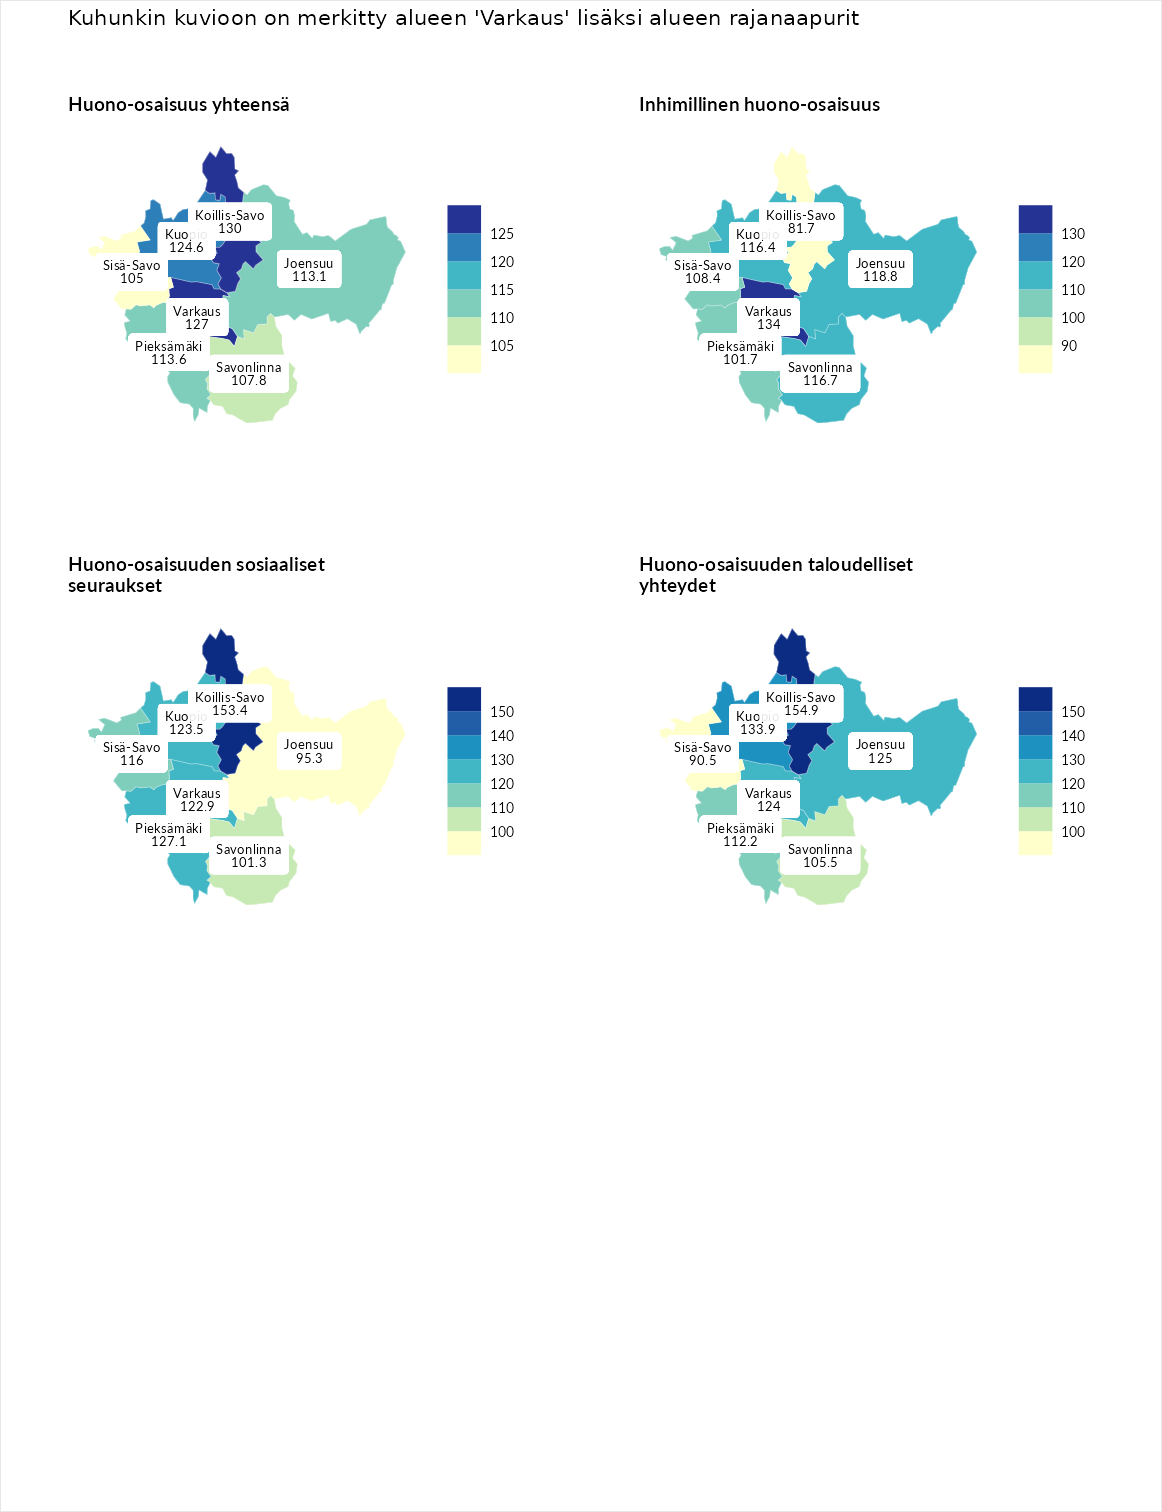 Kuhunkin kuvioon on merkitty alueen 'Varkaus' lisäksi alueen rajanaapurit
Huono-osaisuus yhteensä
Koillis-Savo
130
Kuopio
124.6
Sisä-Savo
105
Joensuu
113.1
Varkaus
127
Pieksämäki
113.6
Savonlinna
107.8
125
120
115
110
105
Inhimillinen huono-osaisuus
Koillis-Savo
81.7
Kuopio
116.4
Sisä-Savo
108.4
Joensuu
118.8
Varkaus
134
Pieksämäki
101.7
Savonlinna
116.7
130
120
110
100
90
Huono-osaisuuden sosiaaliset
seuraukset
Koillis-Savo
153.4
Kuopio
123.5
Sisä-Savo
116
Joensuu
95.3
Varkaus
122.9
Pieksämäki
127.1
Savonlinna
101.3
150
140
130
120
110
100
Huono-osaisuuden taloudelliset
yhteydet
Koillis-Savo
154.9
Kuopio
133.9
Sisä-Savo
90.5
Joensuu
125
Varkaus
124
Pieksämäki
112.2
Savonlinna
105.5
150
140
130
120
110
100